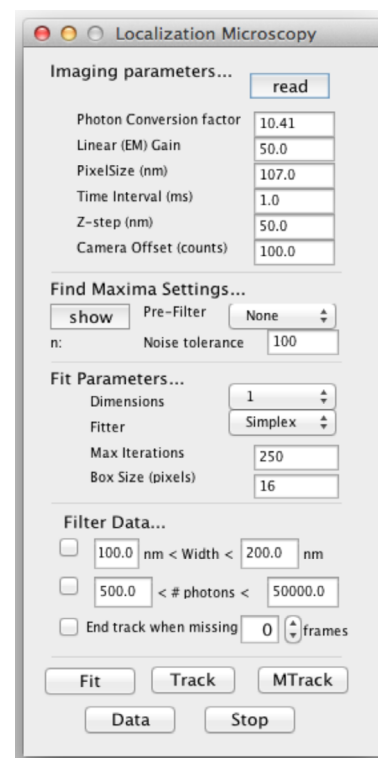 Localization Microscopy
Imaging parameters...
read
Photon Conversion factor 10.41
Linear (EM) Gain 50.0
PixelSize (nm) 107.0
Time Interval (ms) 1.0
Z-step (nm) 50.0
Camera Offset (counts) 100.0
Find Maxima Settings...
show Pre-Filter None
n: Noise tolerance 100
Fit Parameters...
Dimensions 1
Fitter Simplex
Max Iterations 250
Box Size (pixels) 16
Filter Data...
100.0 nm < Width < 200.0 nm
500.0 < # photons < 50000.0
End track when missing 0 frames
Fit Track MTrack
Data Stop